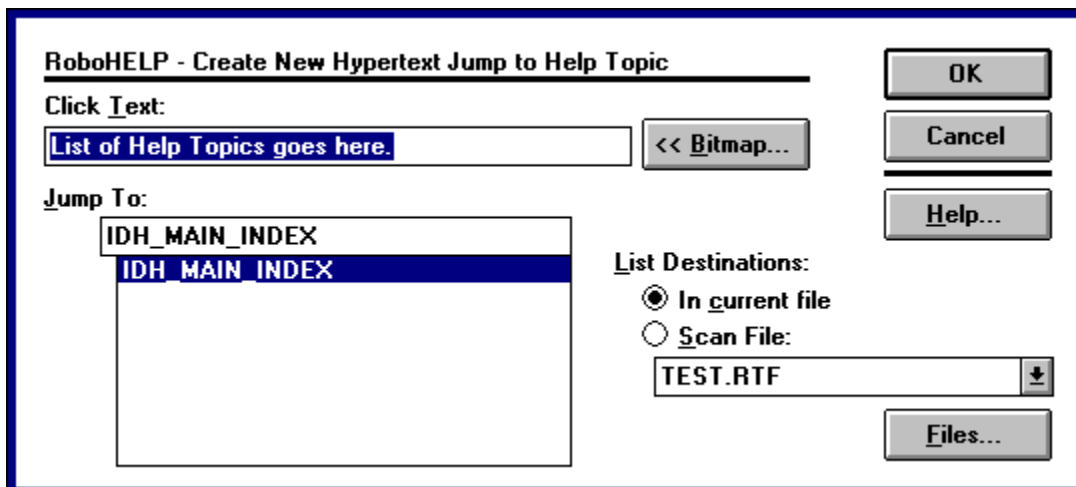 RoboHELP - Create New Hypertext Jump to Help Topic
OK
Click Text:
List of Help Topics goes here.
<< Bitmap...
Cancel
Jump To:
Help...
IDH_MAIN_INDEX
IDH_MAIN_INDEX
List Destinations:
In current file
Scan File:
TEST.RTF
Files...